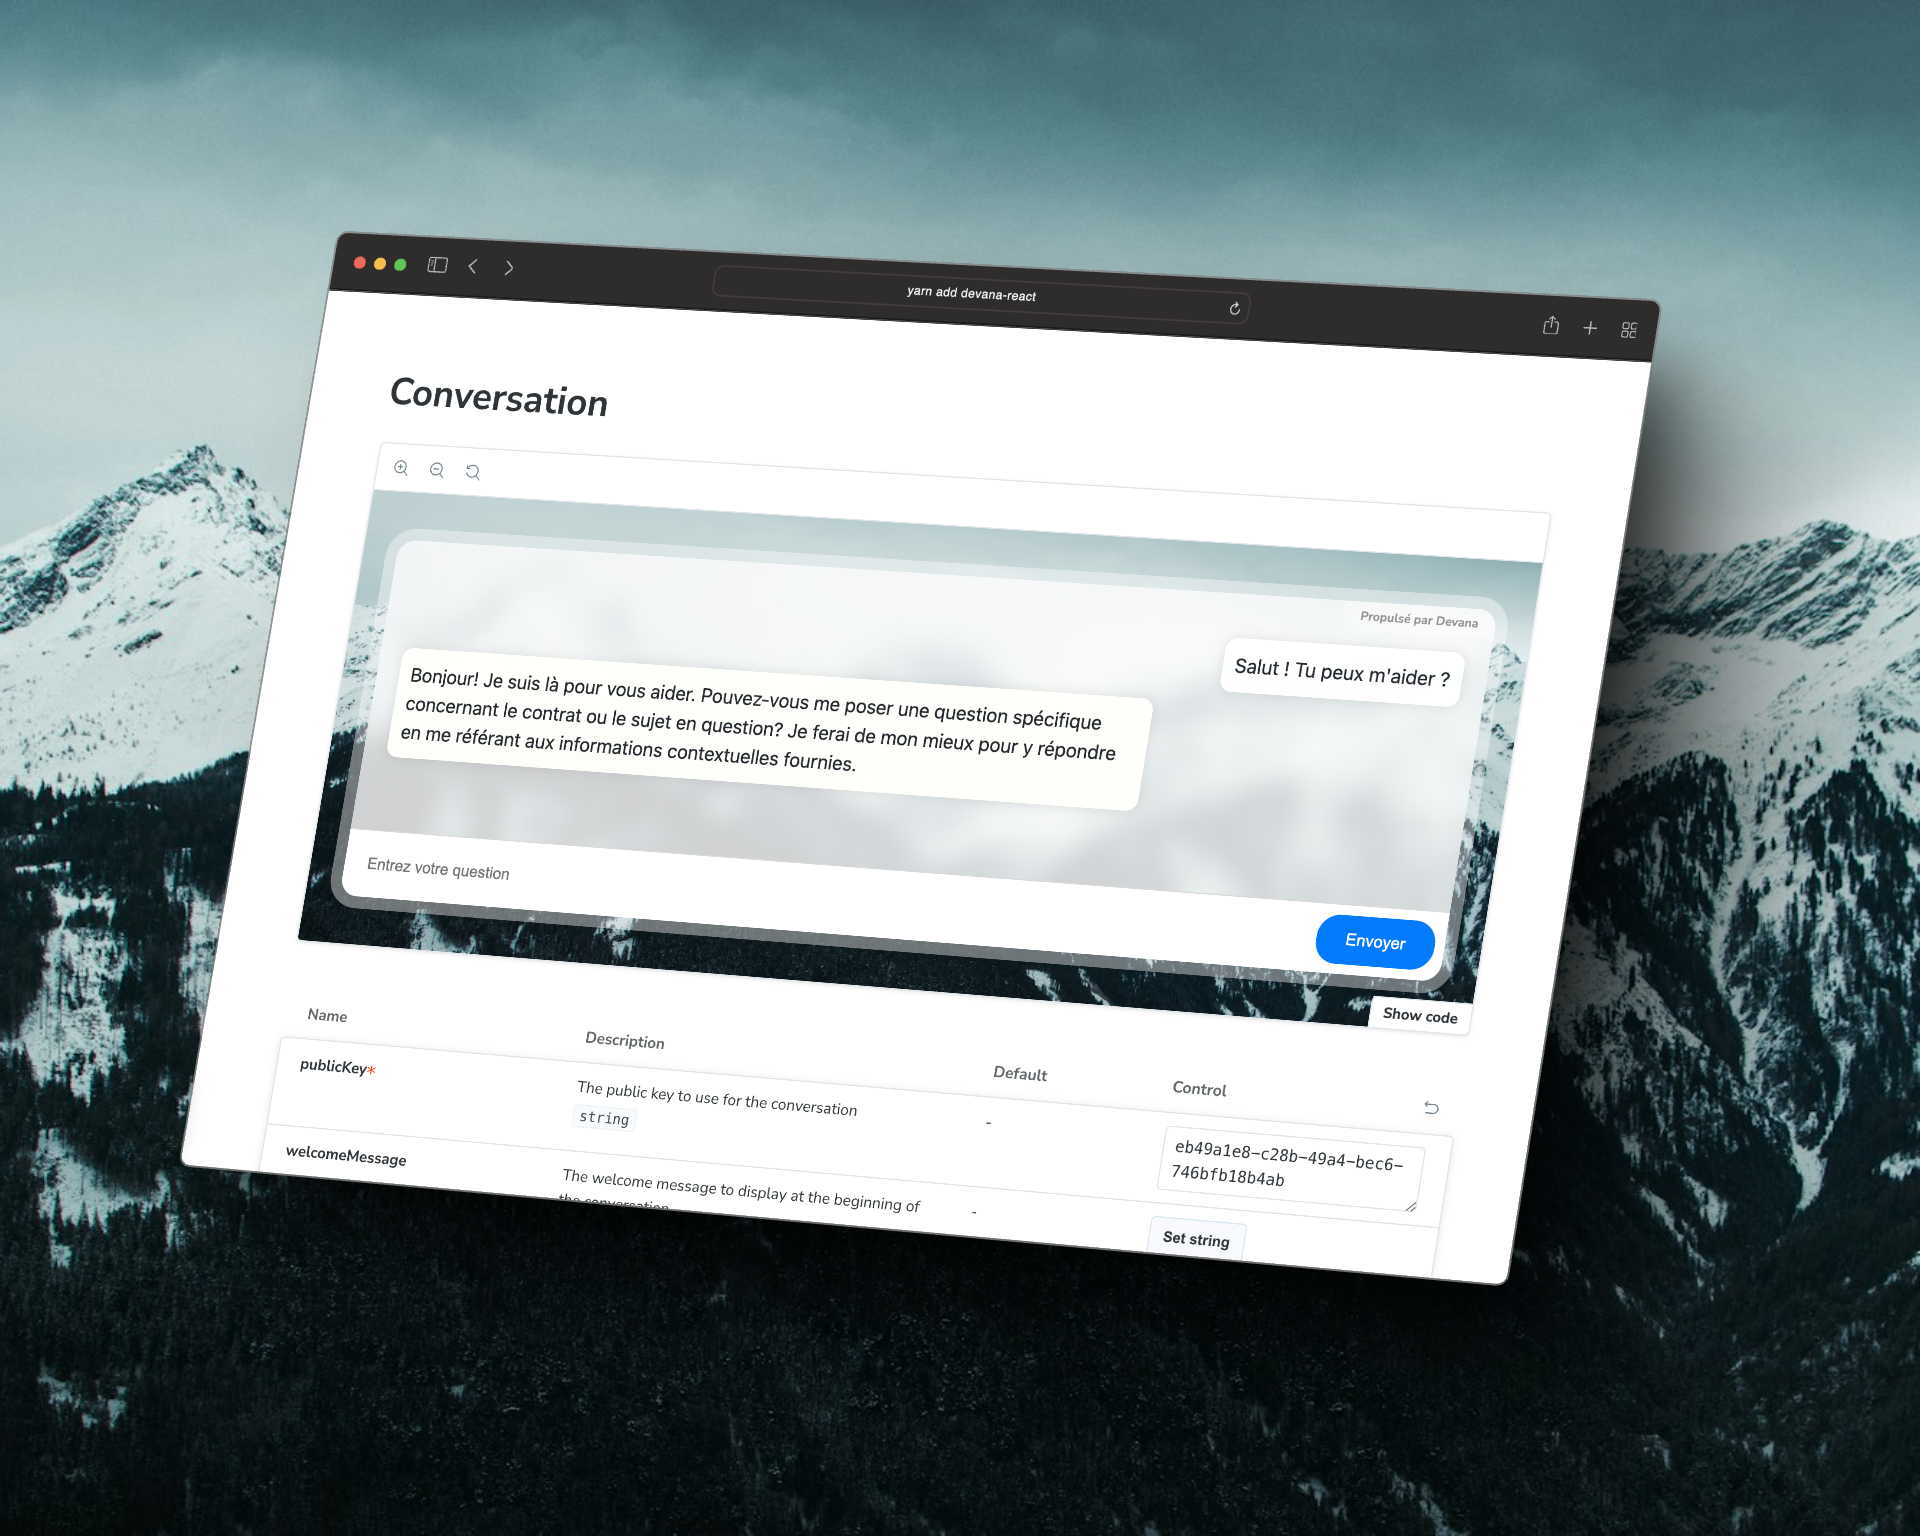 yarn add devana-react
Conversation
Propulsé par Devana
Salut ! Tu peux m'aider ?
Bonjour! Je suis là pour vous aider. Pouvez-vous me poser une question spécifique
concernant le contrat ou le sujet en question? Je ferai de mon mieux pour y répondre
en me référant aux informations contextuelles fournies.
Entrez votre question
Envoyer
Show code
Name
Description
Default
Control
publicKey*
The public key to use for the conversation
string
-
eb49a1e8-c28b-49a4-bec6-
746bfb18b4ab
welcomeMessage
The welcome message to display at the beginning of
the conversation
-
Set string